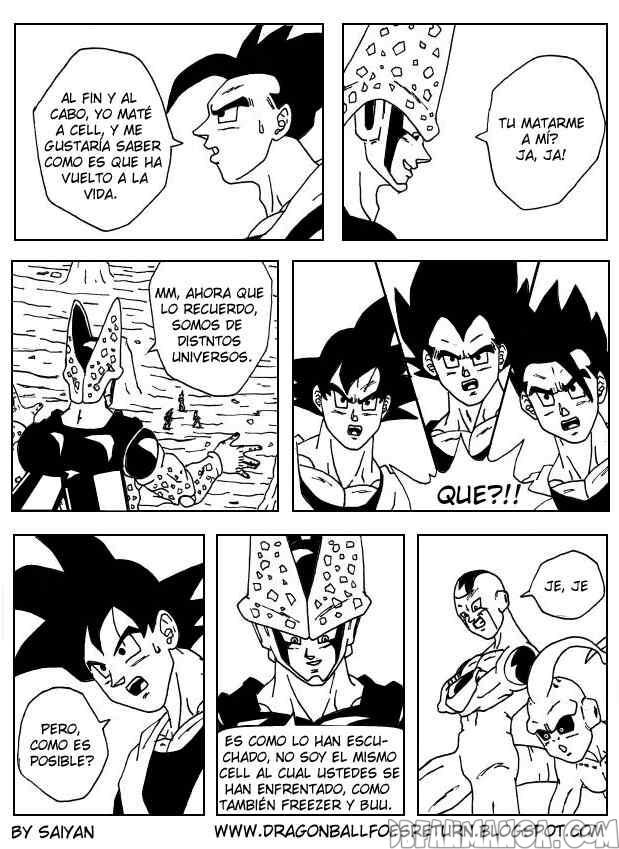 AL FIN Y AL
CABO, YO MATÉ
A CELL, Y ME
GUSTARÍA SABER
COMO ES QUE HA
VUELTO A LA
VIDA.
TU MATARME
A MÍ?
JA, JA!
MM, AHORA QUE
LO RECUERDO,
SOMOS DE
DISTNTOS
UNIVERSOS.
QUE?!!
PERO,
COMO ES
POSIBLE?
ES COMO LO HAN ESCU-
CHADO, NO SOY EL MISMO
CELL AL CUAL USTEDES SE
HAN ENFRENTADO, COMO
TAMBIÉN FREEZER Y BUU.
JE, JE
BY SAIYAN
WWW.DRAGONBALLFOESRETURN.BLOGSPOT.COM
DBFANMANGA.COM